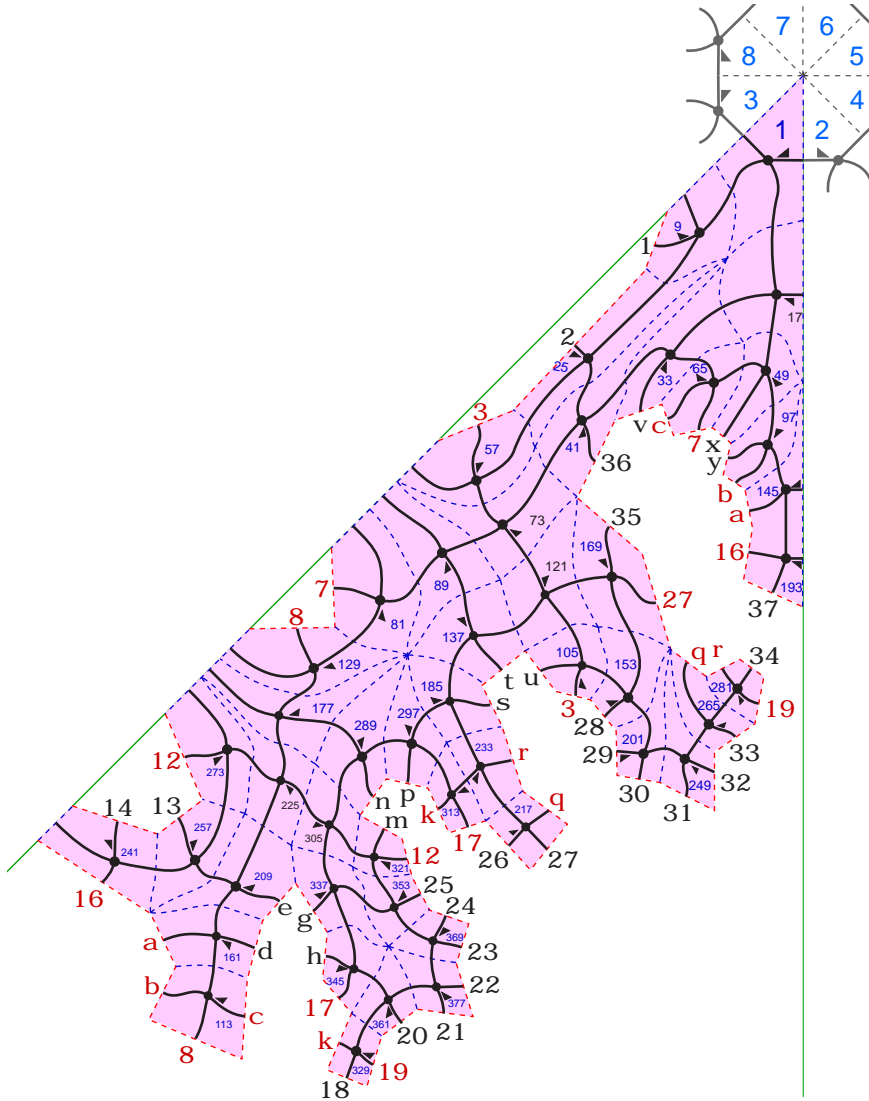 7 6
8 5
3 4
1 2
9
1
17
2
25
33 65 49
3
v c 7 x 97
57 41 36 y
b 145
a
73 35
169 16
7 89 121 193
81 27 37
8 137
129 105 153 q r 34
t u 281
185 s 3 265 19
177 28
289 297 201 33
12 273 233 r 29 32
249
225 n p 30 31
14 13 m k 313 217 q
257 305 17
241 12 26 27
321
16 209 337 353 25
e g 24
a 369
161 d h 23
b 345 22
17 377
113 c 361 20 21
8 k
329 19
18